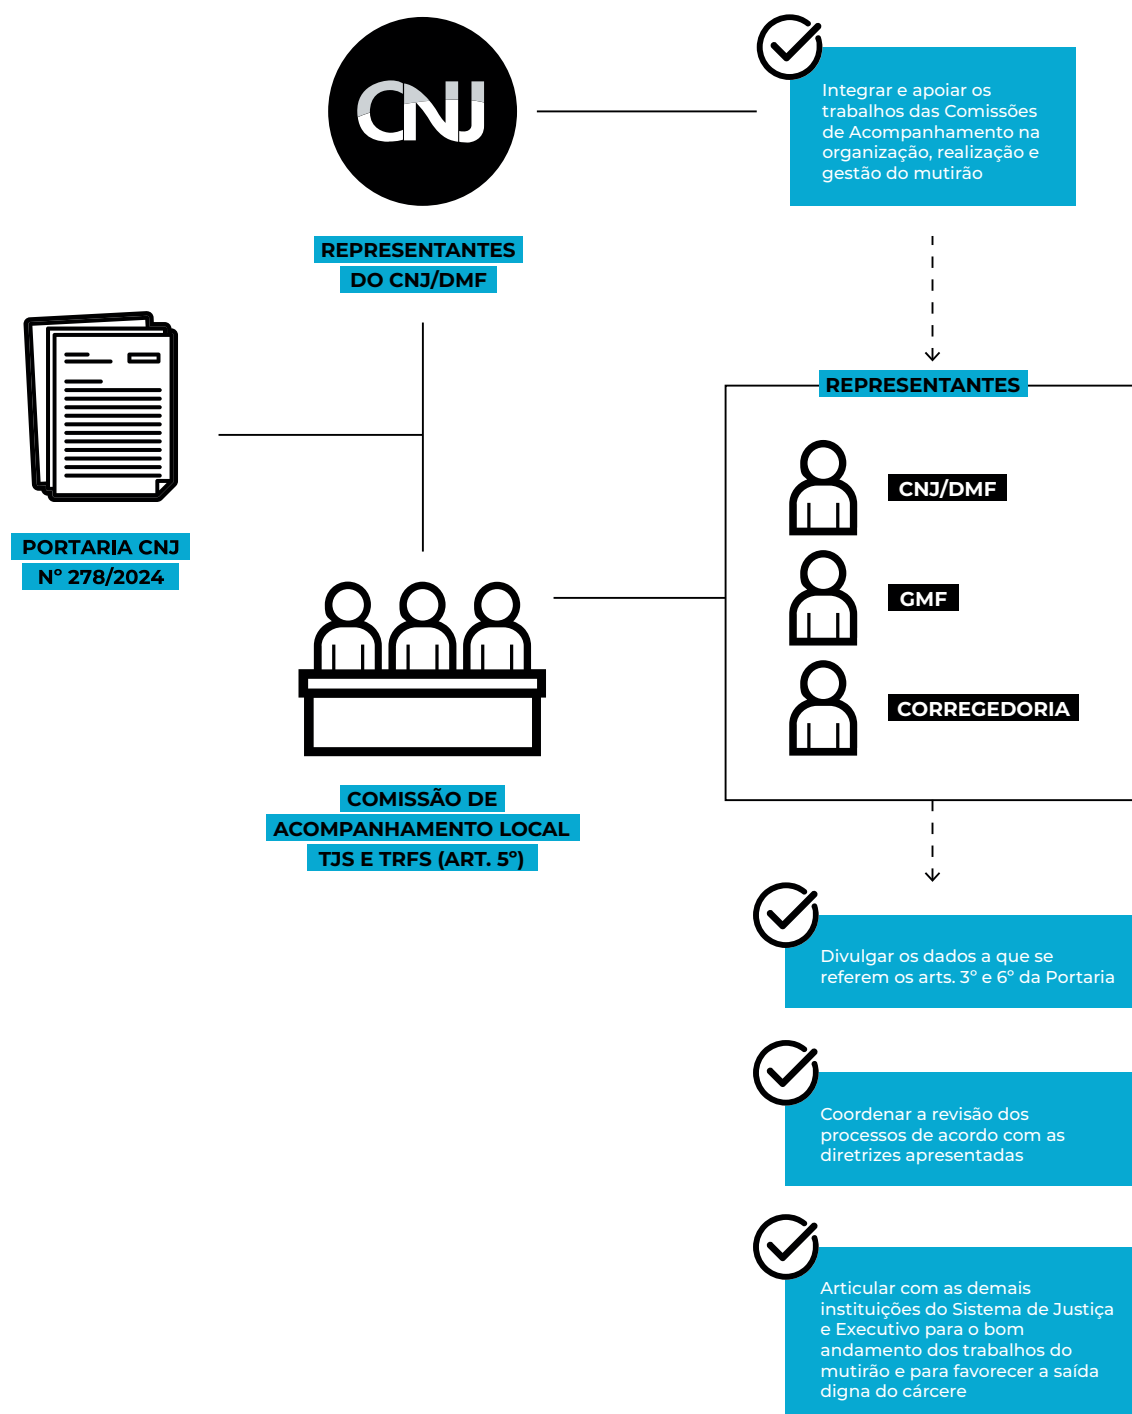 CNJ
Integrar e apoiar os
trabalhos das Comissões
de Acompanhamento na
organização, realização e
gestão do mutirão
REPRESENTANTES
DO CNJ/DMF
PORTARIA CNJ
Nº 278/2024
REPRESENTANTES
CNJ/DMF
GMF
CORREGEDORIA
COMISSÃO DE
ACOMPANHAMENTO LOCAL
TJS E TRFS (ART. 5º)
Divulgar os dados a que se
referem os arts. 3º e 6º da Portaria
Coordenar a revisão dos
processos de acordo com as
diretrizes apresentadas
Articular com as demais
instituições do Sistema de Justiça
e Executivo para o bom
andamento dos trabalhos do
mutirão e para favorecer a saída
digna do cárcere